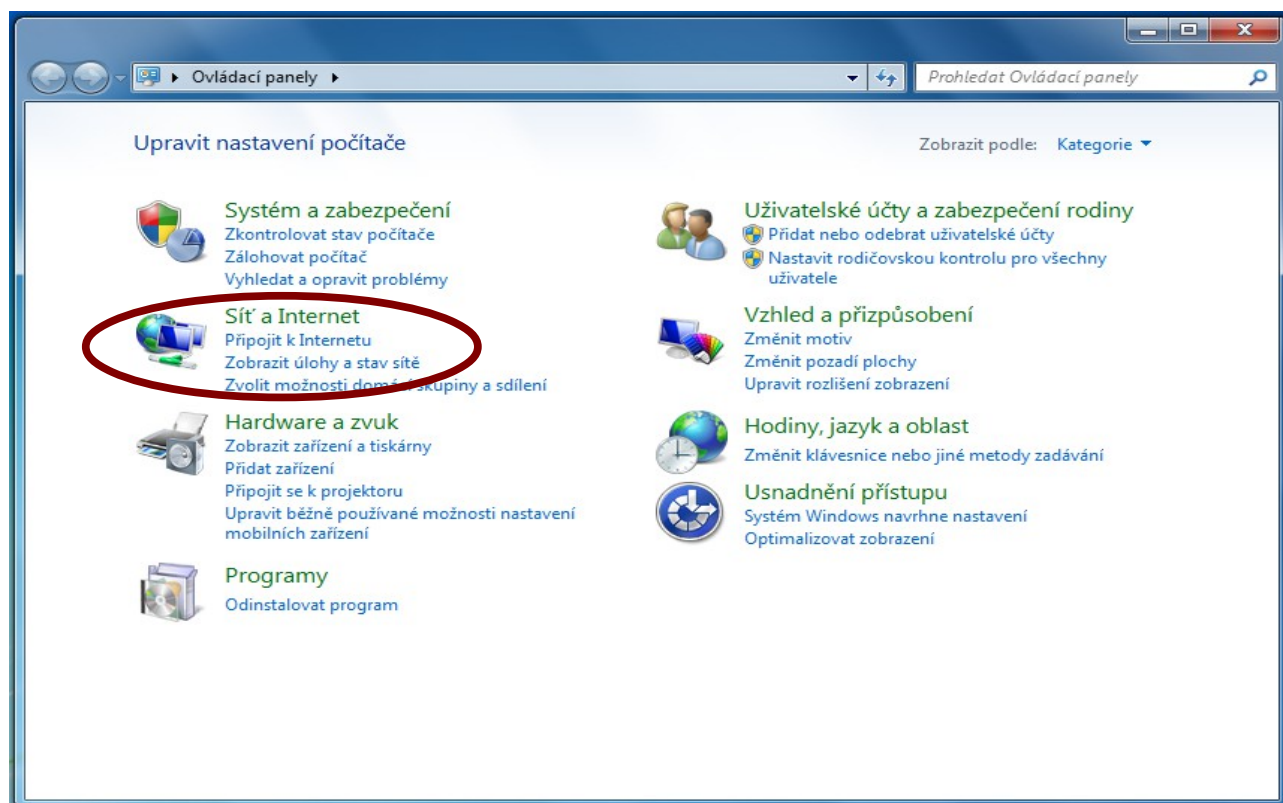 Ovládací panely
Prohledat Ovládací panely
Upravit nastavení počítače
Zobrazit podle: Kategorie
Systém a zabezpečení
Zkontrolovat stav počítače
Zálohovat počítač
Vyhledat a opravit problémy
Síť a Internet
Připojit k Internetu
Zobrazit úlohy a stav sítě
Zvolit možnosti domácí skupiny a sdílení
Hardware a zvuk
Zobrazit zařízení a tiskárny
Přidat zařízení
Připojit se k projektoru
Upravit běžně používané možnosti nastavení
mobilních zařízení
Programy
Odinstalovat program
Uživatelské účty a zabezpečení rodiny
Přidat nebo odebrat uživatelské účty
Nastavit rodičovskou kontrolu pro všechny
uživatele
Vzhled a přizpůsobení
Změnit motiv
Změnit pozadí plochy
Upravit rozlišení zobrazení
Hodiny, jazyk a oblast
Změnit klávesnice nebo jiné metody zadávání
Usnadnění přístupu
Systém Windows navrhne nastavení
Optimalizovat zobrazení